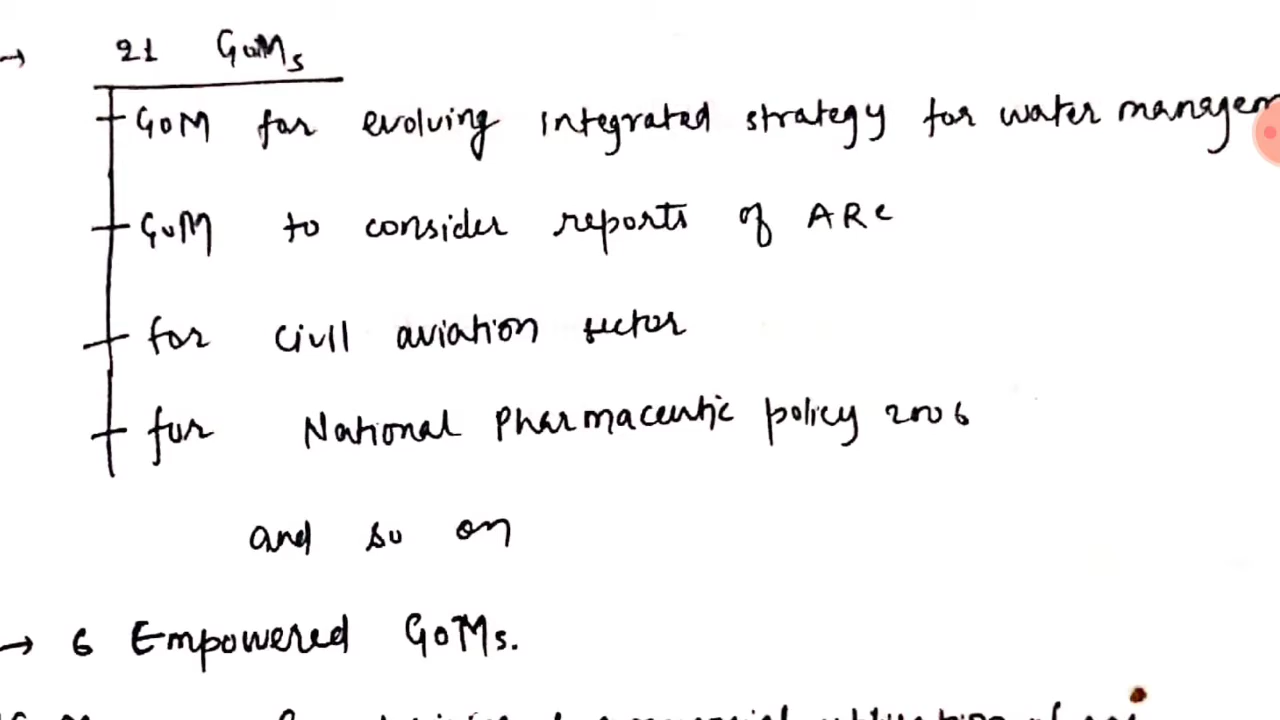 → 21 GoMs
GoM for evolving integrated strategy for water managem
GoM to consider reports of ARC
for Civil aviation sector
for National Pharmaceutic policy 2006
and so on
→ 6 Empowered GoMs.